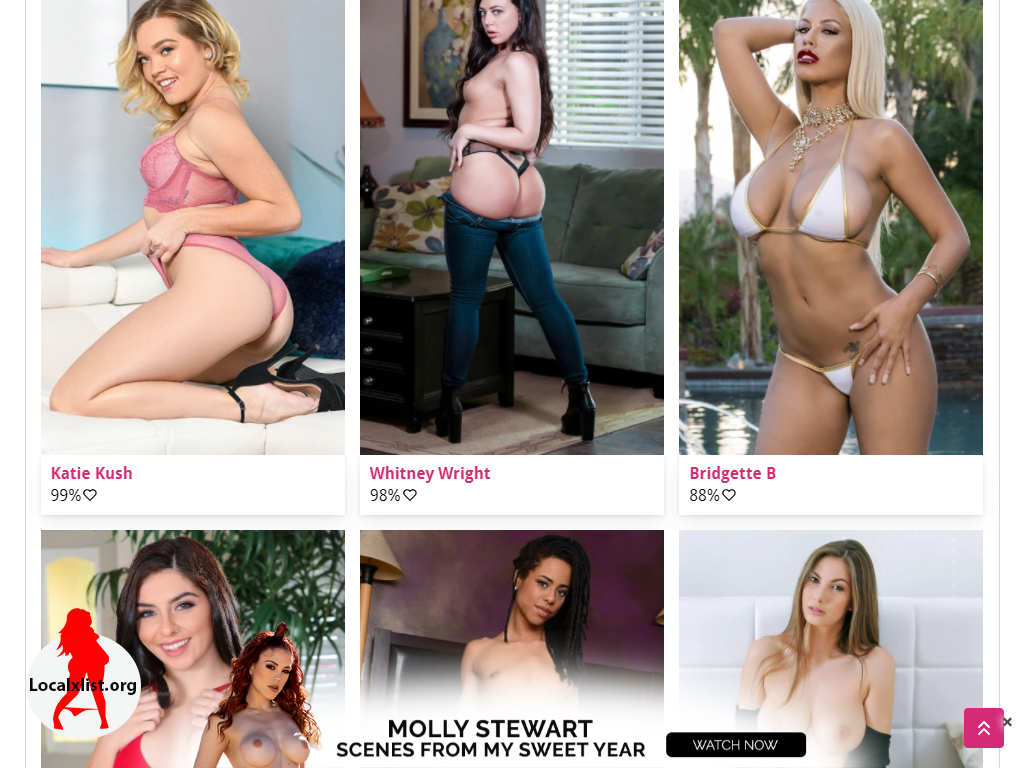 Katie Kush
99%
Whitney Wright
98%
Bridgette B
88%
Localxlist.org
MOLLY STEWART
SCENES FROM MY SWEET YEAR
WATCH NOW